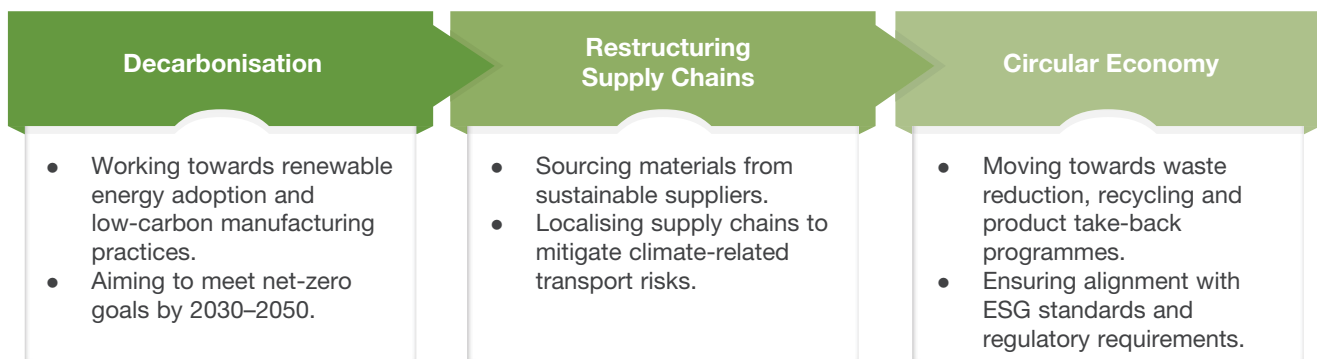 Decarbonisation
● Working towards renewable
energy adoption and
low-carbon manufacturing
practices.
● Aiming to meet net-zero
goals by 2030–2050.
Restructuring
Supply Chains
● Sourcing materials from
sustainable suppliers.
● Localising supply chains to
mitigate climate-related
transport risks.
Circular Economy
● Moving towards waste
reduction, recycling and
product take-back
programmes.
● Ensuring alignment with
ESG standards and
regulatory requirements.